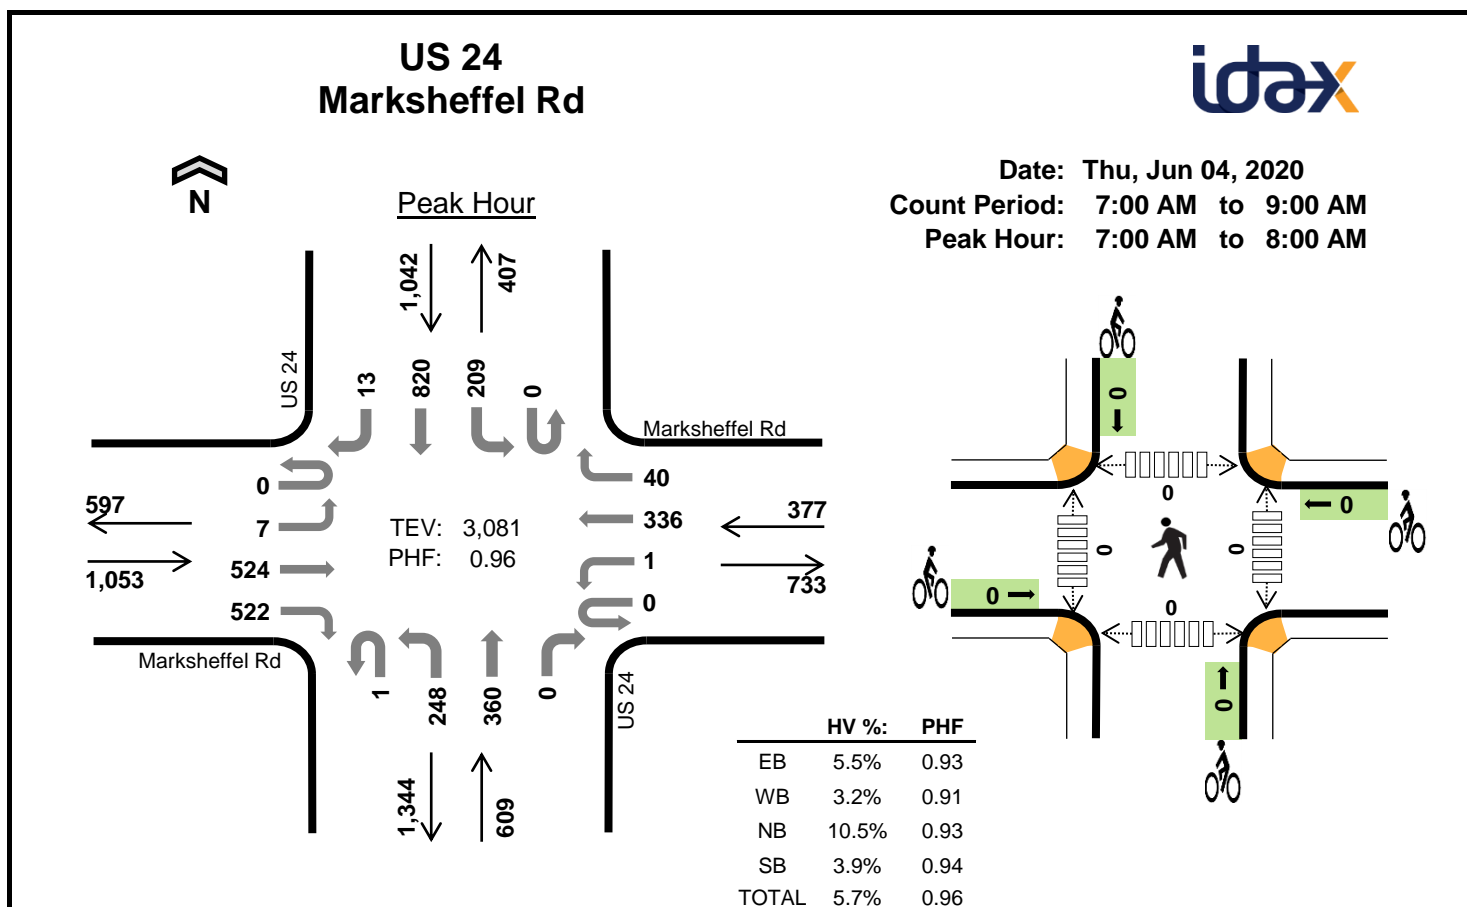 US 24
Marksheffel Rd
idax
N
Peak Hour
Date: Thu, Jun 04, 2020
Count Period: 7:00 AM to 9:00 AM
Peak Hour: 7:00 AM to 8:00 AM
1,042
407
US 24
13
820
209
0
Marksheffel Rd
0
7
524
522
597
1,053
TEV: 3,081
PHF: 0.96
40
336
1
0
377
733
Marksheffel Rd
1
248
360
0
US 24
1,344
609
HV %: PHF
EB 5.5% 0.93
WB 3.2% 0.91
NB 10.5% 0.93
SB 3.9% 0.94
TOTAL 5.7% 0.96
0
0
0
0
0
0
0
0